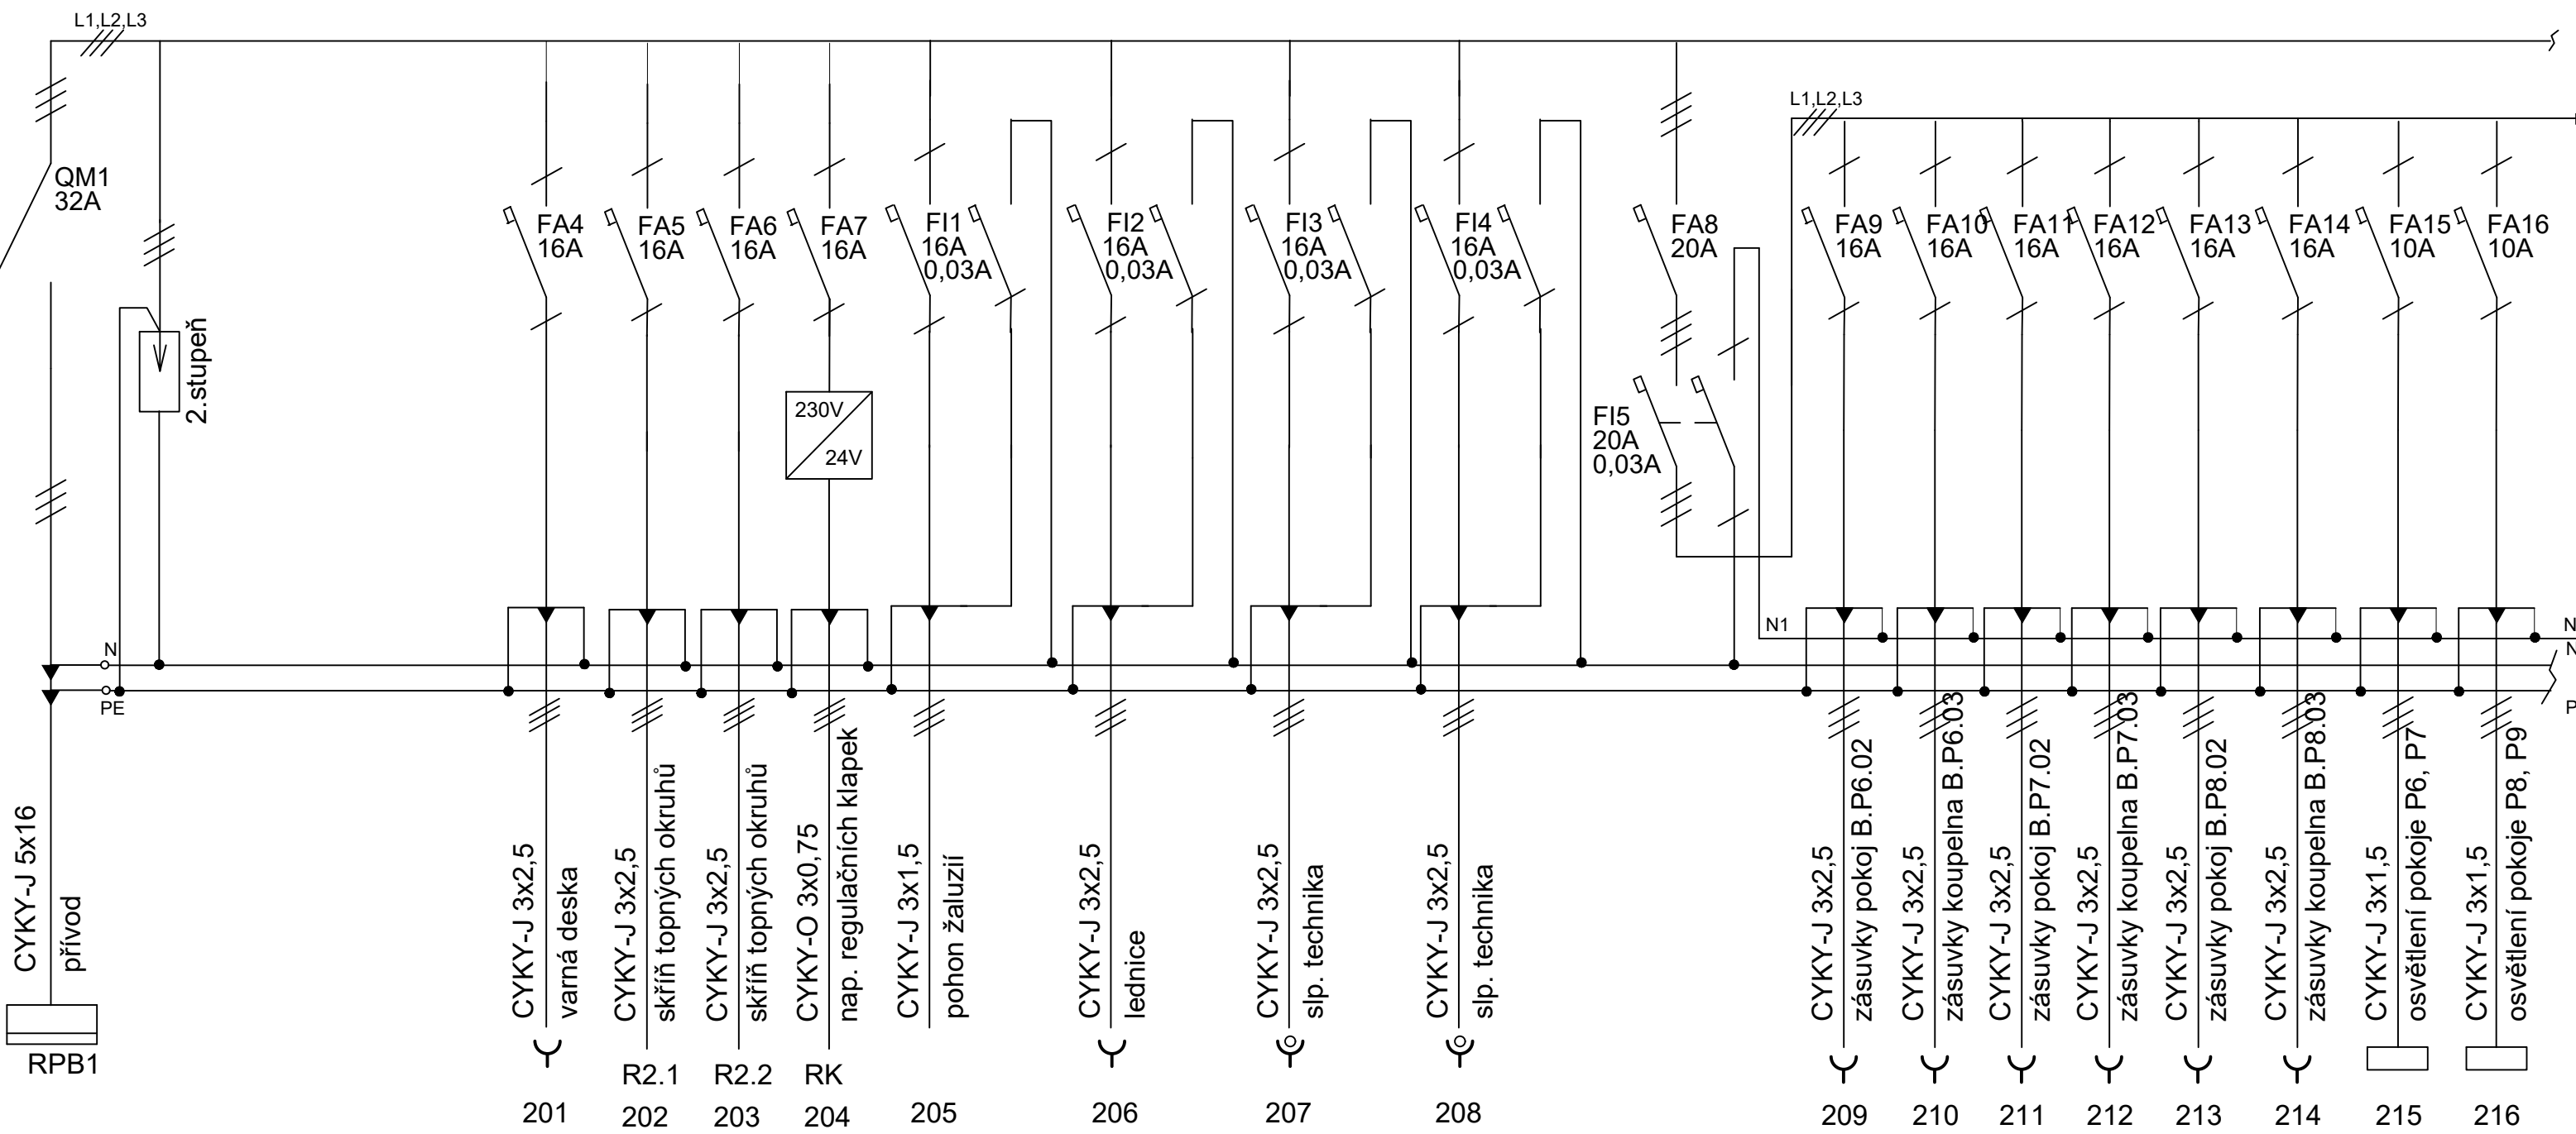 L1,L2,L3
L1,L2,L3
QM1
32A
2.stupeň
FA4
16A
FA5
16A
FA6
16A
FA7
16A
FI1
16A
0,03A
FI2
16A
0,03A
FI3
16A
0,03A
FI4
16A
0,03A
FA8
20A
FA9
16A
FA10
16A
FA11
16A
FA12
16A
FA13
16A
FA14
16A
FA15
10A
FA16
10A
230V
24V
FI5
20A
0,03A
N1
N
PE
N
N
P
CYKY-J 5x16
přívod
CYKY-J 3x2,5
varná deska
CYKY-J 3x2,5
skříň topných okruhů
CYKY-J 3x2,5
skříň topných okruhů
CYKY-O 3x0,75
nap. regulačních klapek
CYKY-J 3x1,5
pohon žaluzií
CYKY-J 3x2,5
lednice
CYKY-J 3x2,5
slp. technika
CYKY-J 3x2,5
slp. technika
CYKY-J 3x2,5
zásuvky pokoj B.P6.02
CYKY-J 3x2,5
zásuvky koupelna B.P6.03
CYKY-J 3x2,5
zásuvky pokoj B.P7.02
CYKY-J 3x2,5
zásuvky koupelna B.P7.03
CYKY-J 3x2,5
zásuvky pokoj B.P8.02
CYKY-J 3x2,5
zásuvky koupelna B.P8.03
CYKY-J 3x1,5
osvětlení pokoje P6, P7
CYKY-J 3x1,5
osvětlení pokoje P8, P9
RPB1
R2.1
R2.2
RK
201
202
203
204
205
206
207
208
209
210
211
212
213
214
215
216